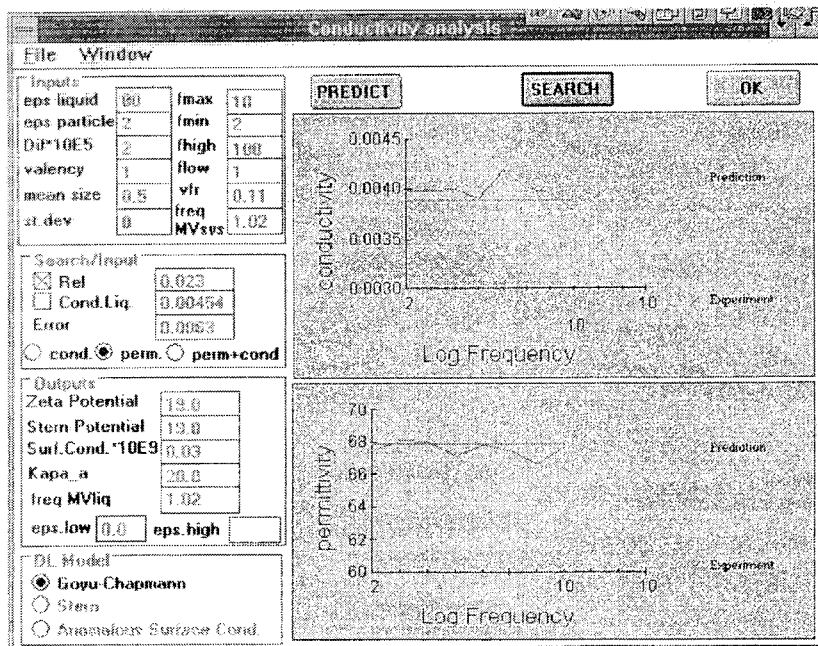 Conductivity analysis
File Window
Inputs
eps liquid 80 fmax 10
eps particle 2 fmin 2
Dif*10E5 2 fhigh 100
valency 1 flow 1
mean size 0.5 vfr 0.11
st.dev 0 freq MVsys 1.02
Search/Input
Rel 0.023
Cond.Liq. 0.00454
Error 0.0063
cond. perm. perm+cond
Outputs
Zeta Potential 19.0
Stern Potential 19.0
Surf.Cond.*10E9 0.03
Kapa_a 20.0
freq MVliq 1.02
eps.low 0.0 eps.high
DL Model
Goyu-Chapmann
Stern
Anomalous Surface Cond.
PREDICT SEARCH OK
0.0045
0.0040
0.0035
0.0030
conductivity
2 10
10
Log Frequency
Prediction
Experiment
70
68
66
64
62
60
permittivity
2 10 10
Log Frequency
Prediction
Experiment